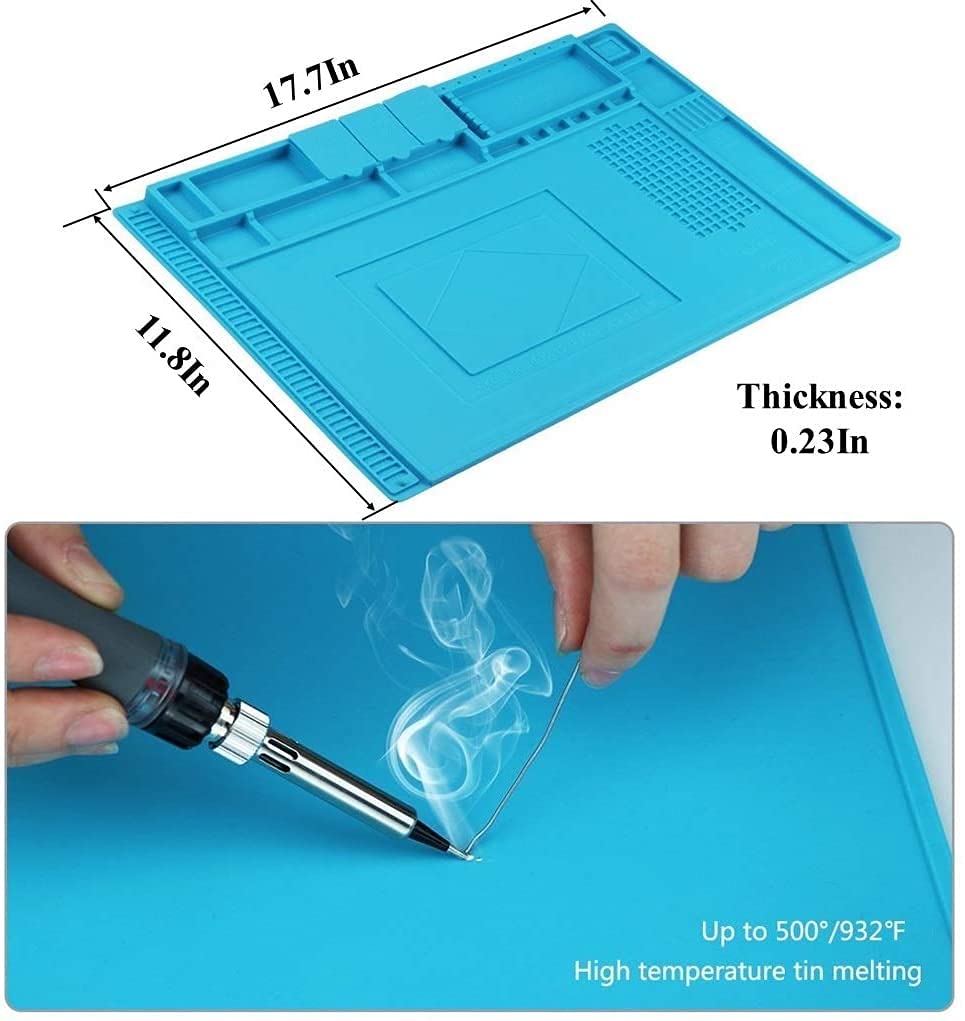 17.7In
11.8In
Thickness:
0.23In
Up to 500°/932°F
High temperature tin melting